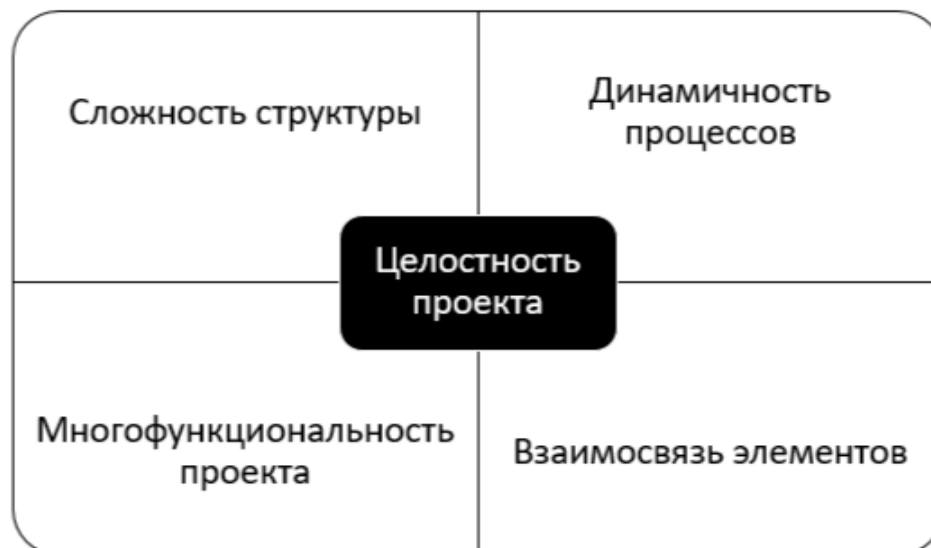 Сложность структуры
Динамичность
процессов
Целостность
проекта
Многофункциональность
проекта
Взаимосвязь элементов